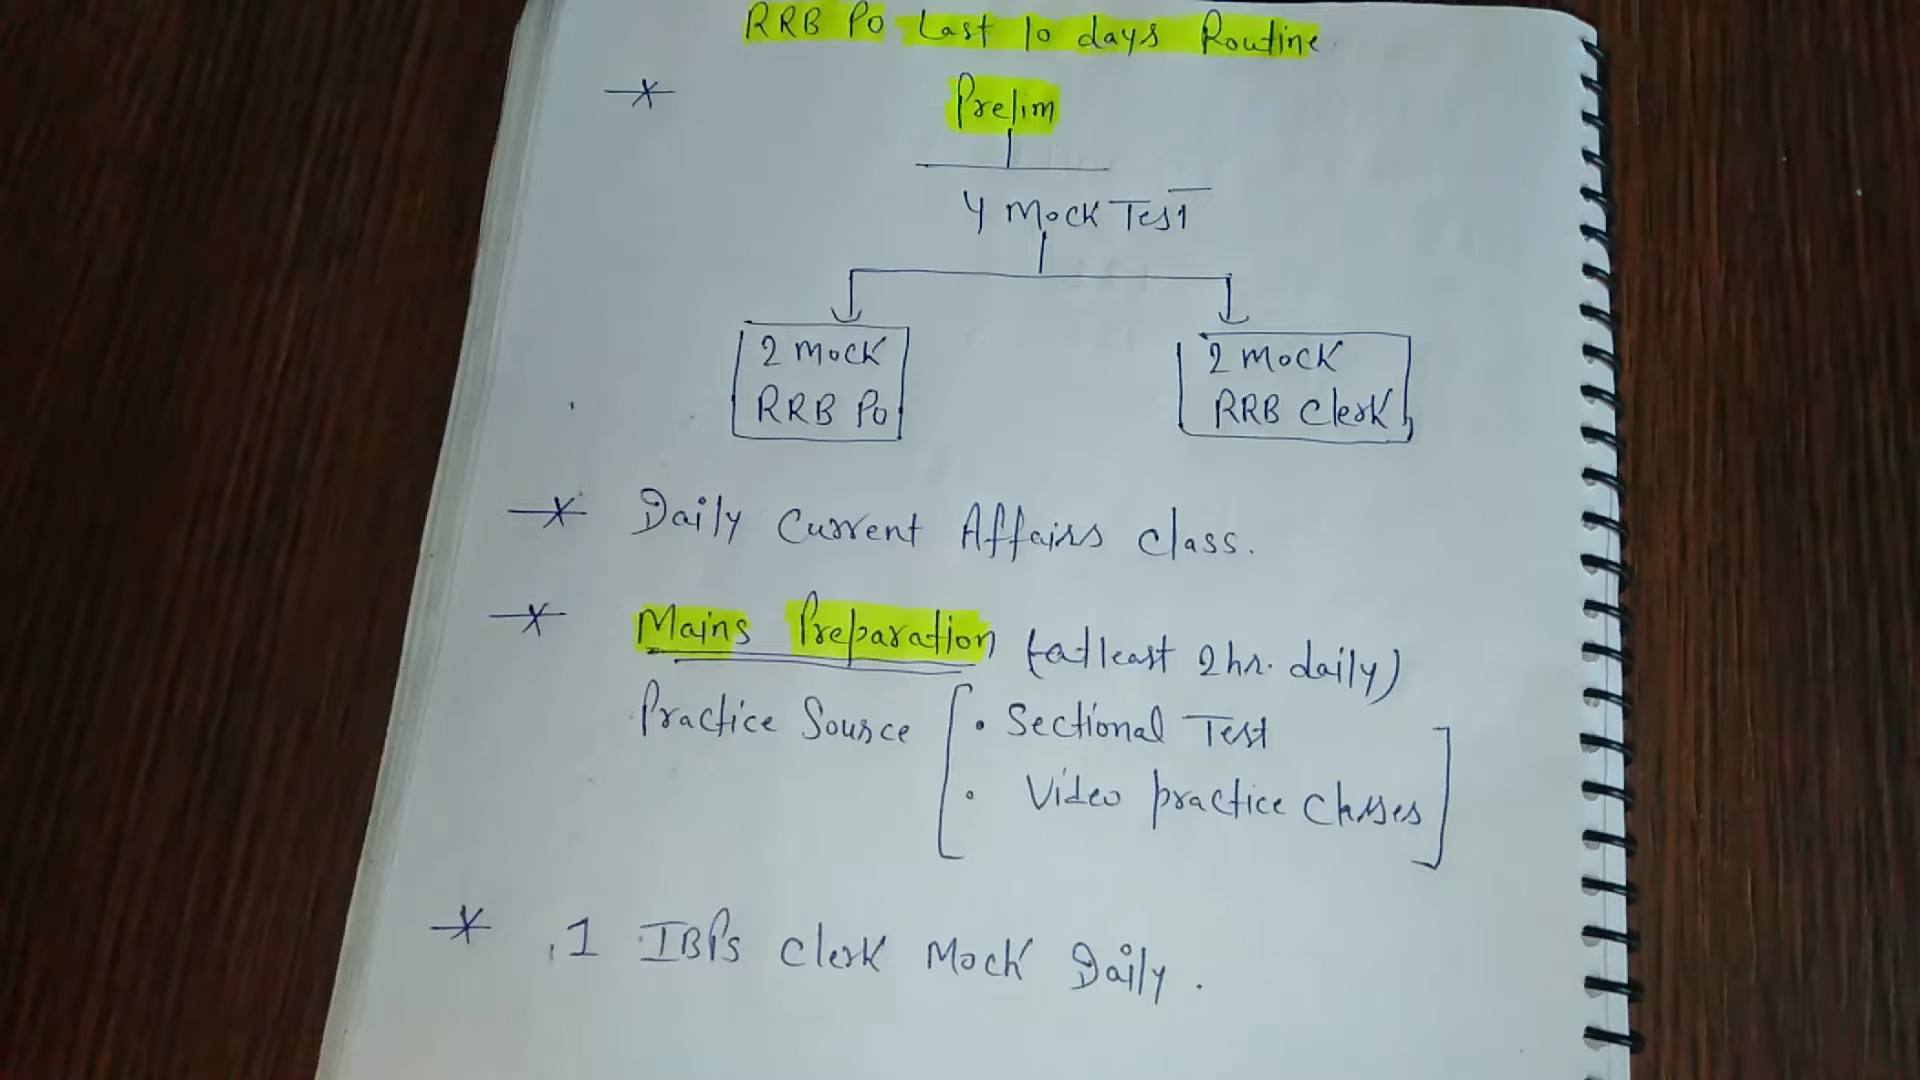 RRB PO Last 10 days Routine.
Prelim
4 Mock Test
2 Mock
RRB PO
2 Mock
RRB Clerk
Daily Current Affairs class.
Mains Preparation (atleast 2hr. daily)
Practice Source [ • Sectional Test
• Video practice Classes ]
1 IBPS Clerk Mock Daily.